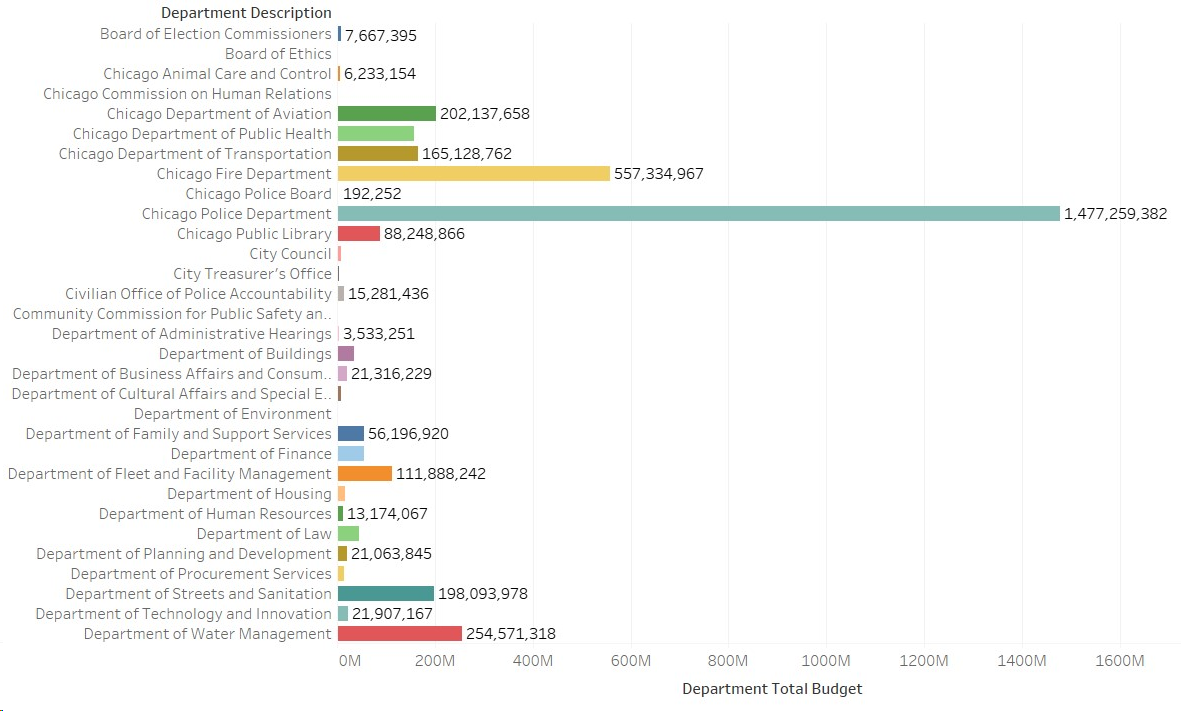 Department Description
Board of Election Commissioners 7,667,395
Board of Ethics
Chicago Animal Care and Control 6,233,154
Chicago Commission on Human Relations
Chicago Department of Aviation 202,137,658
Chicago Department of Public Health
Chicago Department of Transportation 165,128,762
Chicago Fire Department 557,334,967
Chicago Police Board 192,252
Chicago Police Department 1,477,259,382
Chicago Public Library 88,248,866
City Council
City Treasurer's Office
Civilian Office of Police Accountability 15,281,436
Community Commission for Public Safety an..
Department of Administrative Hearings 3,533,251
Department of Buildings
Department of Business Affairs and Consum.. 21,316,229
Department of Cultural Affairs and Special E..
Department of Environment
Department of Family and Support Services 56,196,920
Department of Finance
Department of Fleet and Facility Management 111,888,242
Department of Housing
Department of Human Resources 13,174,067
Department of Law
Department of Planning and Development 21,063,845
Department of Procurement Services
Department of Streets and Sanitation 198,093,978
Department of Technology and Innovation 21,907,167
Department of Water Management 254,571,318
0M 200M 400M 600M 800M 1000M 1200M 1400M 1600M
Department Total Budget